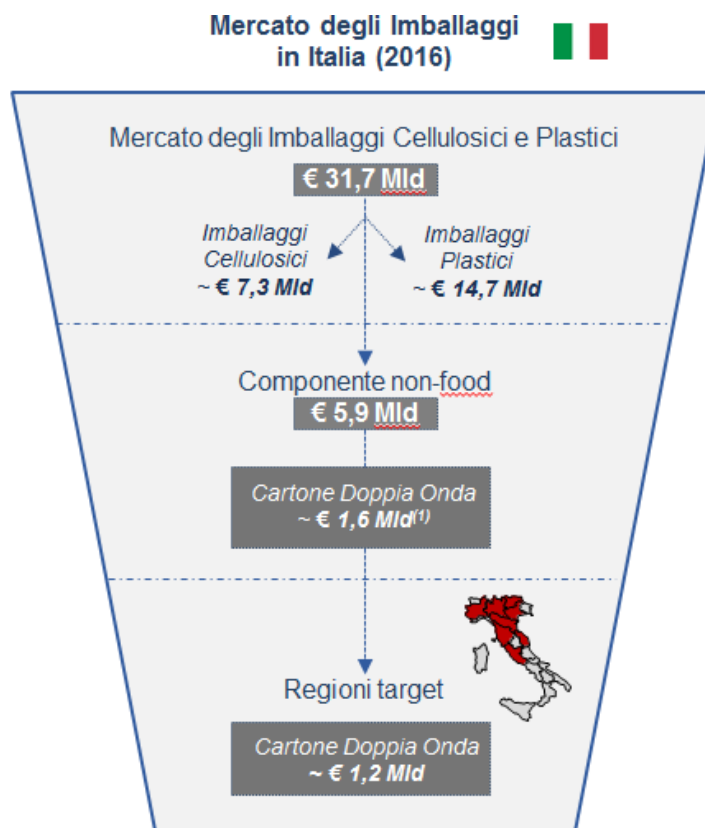 Mercato degli Imballaggi
in Italia (2016)
Mercato degli Imballaggi Cellulosici e Plastici
€ 31,7 Mld
Imballaggi
Cellulosici
~ € 7,3 Mld
Imballaggi
Plastici
~ € 14,7 Mld
Componente non-food
€ 5,9 Mld
Cartone Doppia Onda
~ € 1,6 Mld(1)
Regioni target
Cartone Doppia Onda
~ € 1,2 Mld